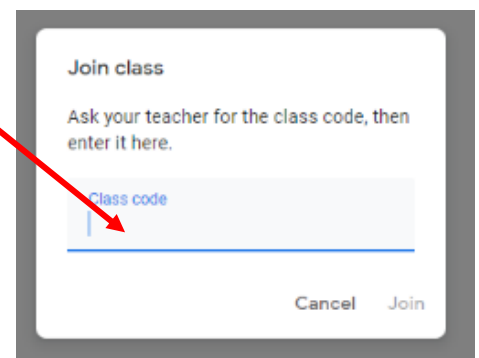 Join class
Ask your teacher for the class code, then
enter it here.
Class code
Cancel Join